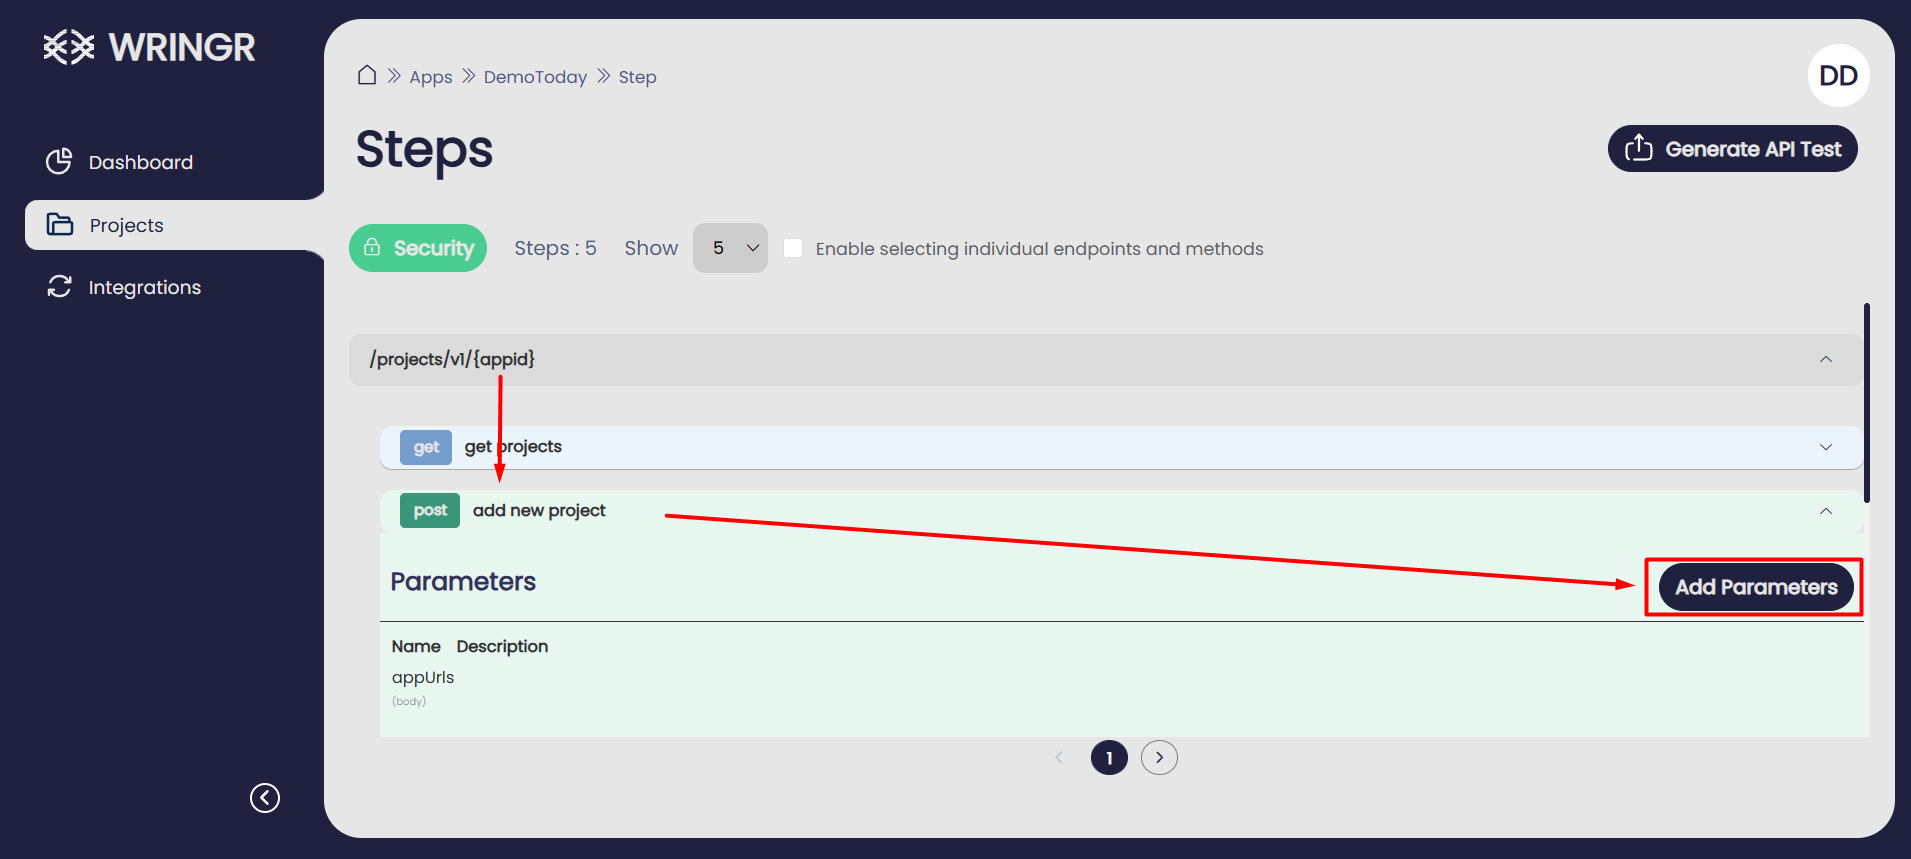 WRINGR
Dashboard
Projects
Integrations
Apps DemoToday Step
DD
Steps
Generate API Test
Security Steps : 5 Show 5 Enable selecting individual endpoints and methods
/projects/v1/{appid}
get get projects
post add new project
Parameters
Add Parameters
Name Description
appUrls
(body)
1